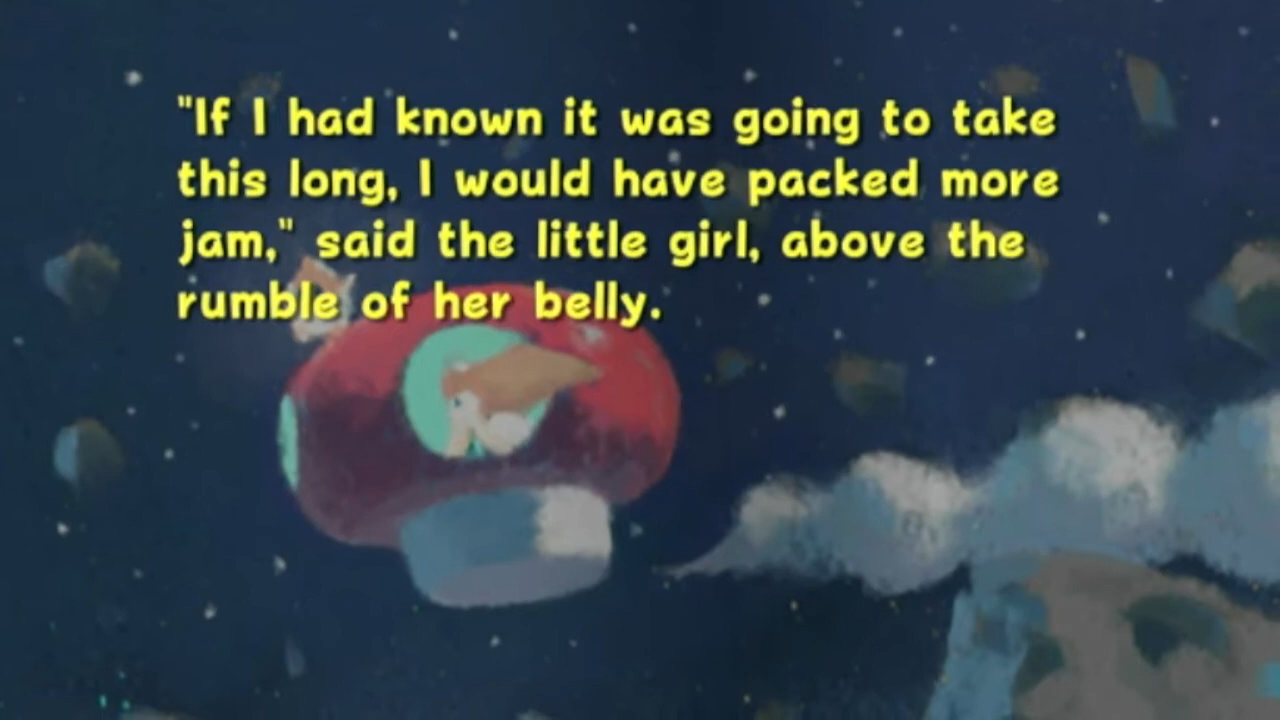 "If I had known it was going to take
this long, I would have packed more
jam," said the little girl, above the
rumble of her belly.